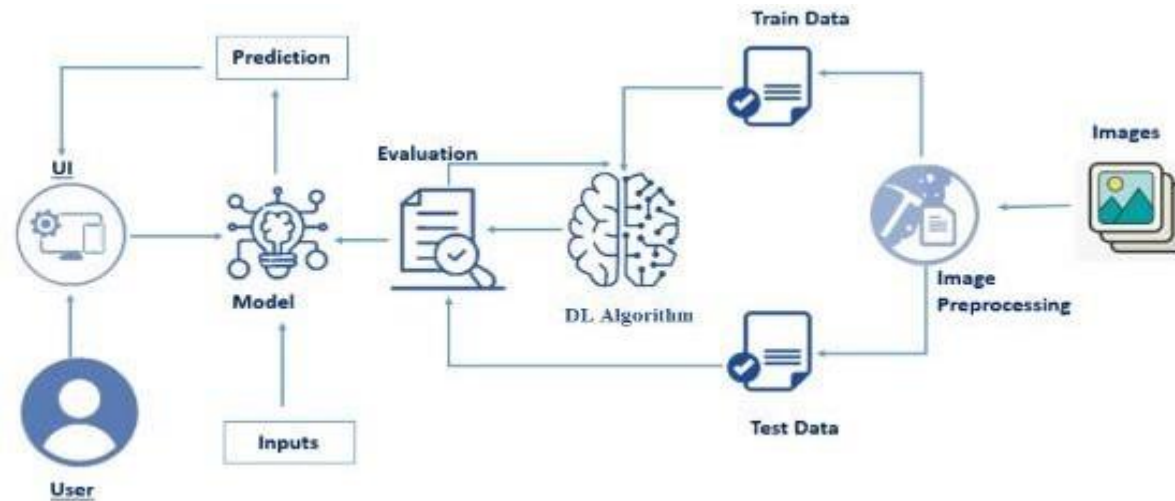 Train Data
Prediction
Images
Evaluation
UI
Model
DL Algorithm
Image
Preprocessing
Inputs
Test Data
User